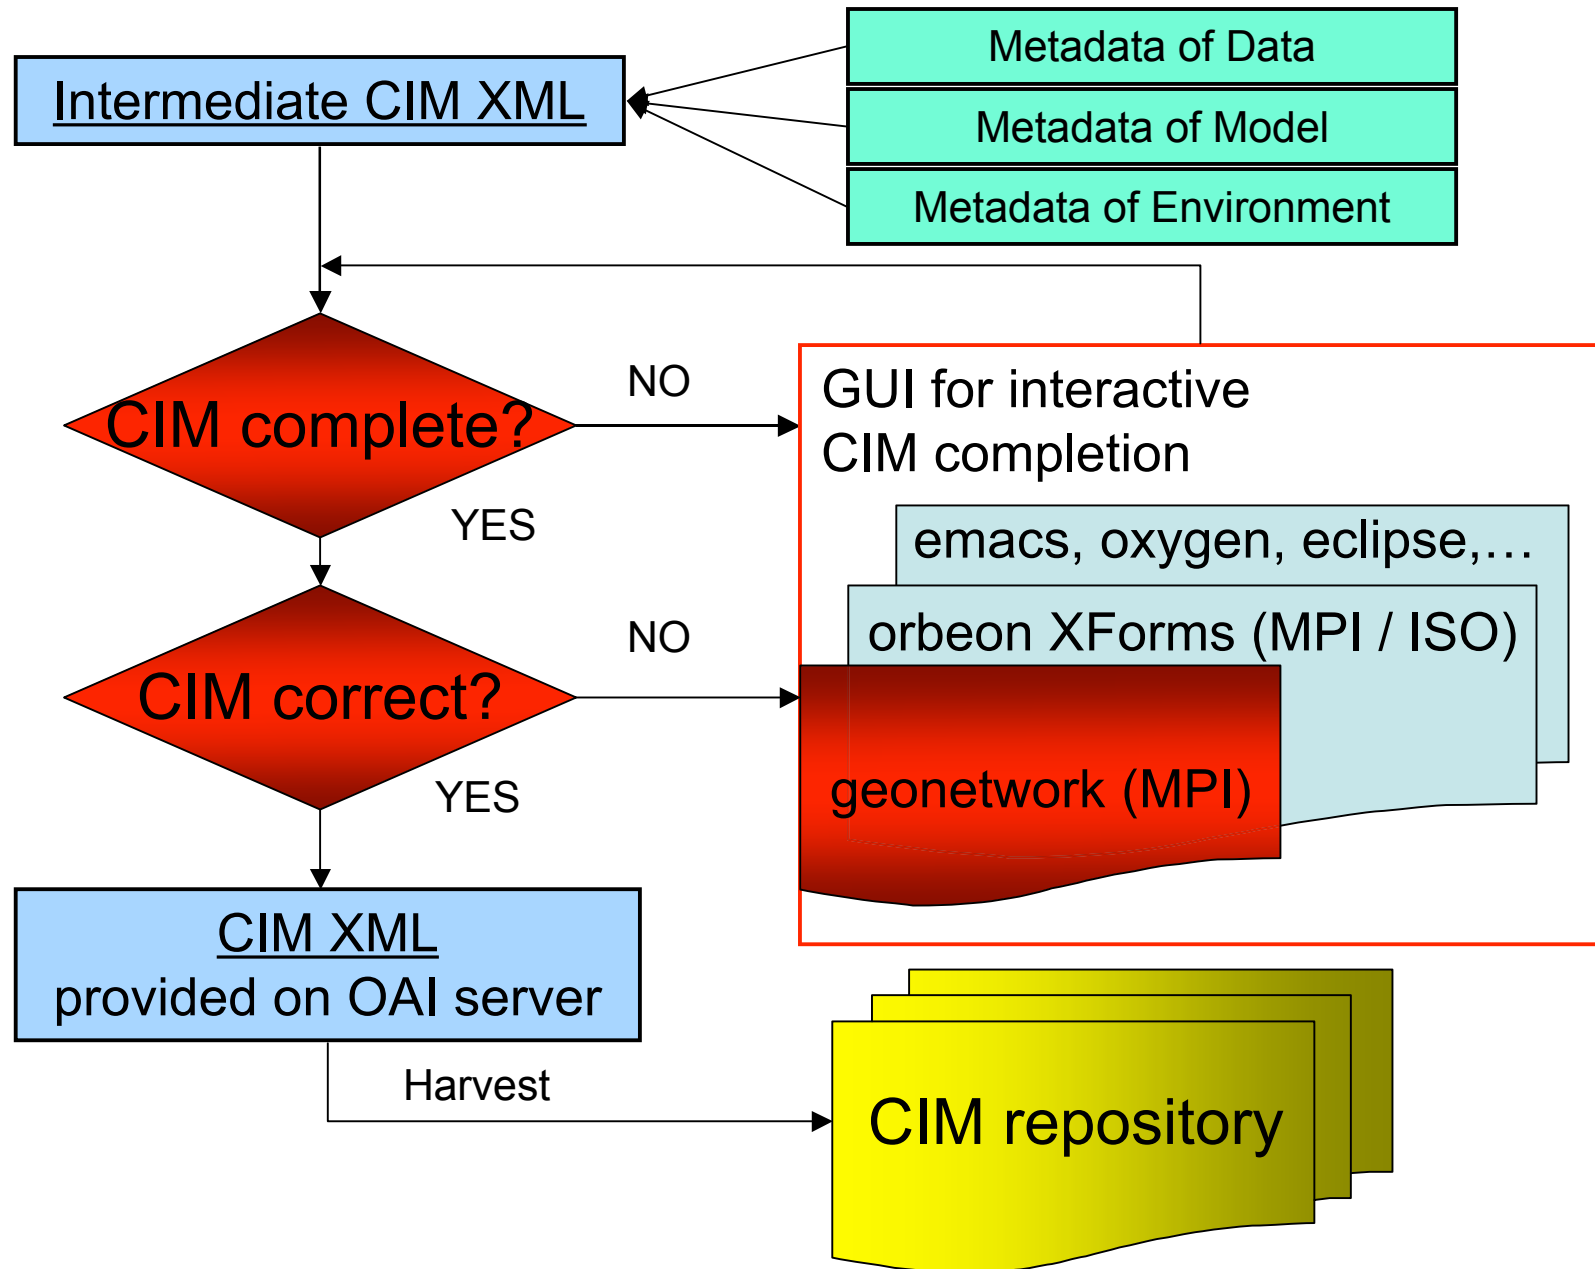 Metadata of Data
Intermediate CIM XML
Metadata of Model
Metadata of Environment
NO
GUI for interactive
CIM completion
CIM complete?
YES
emacs, oxygen, eclipse,…
orbeon XForms (MPI / ISO)
NO
CIM correct?
geonetwork (MPI)
YES
CIM XML
provided on OAI server
Harvest
CIM repository